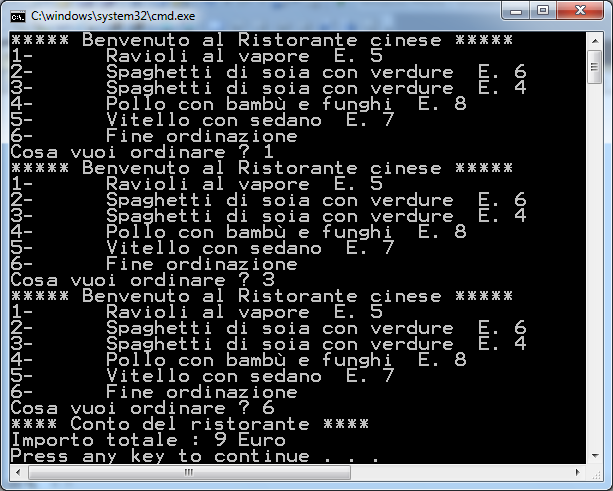 C:\windows\system32\cmd.exe
***** Benvenuto al Ristorante cinese *****
1-      Ravioli al vapore  E. 5
2-      Spaghetti di soia con verdure  E. 6
3-      Spaghetti di soia con verdure  E. 4
4-      Pollo con bambù e funghi  E. 8
5-      Vitello con sedano  E. 7
6-      Fine ordinazione
Cosa vuoi ordinare ? 1
***** Benvenuto al Ristorante cinese *****
1-      Ravioli al vapore  E. 5
2-      Spaghetti di soia con verdure  E. 6
3-      Spaghetti di soia con verdure  E. 4
4-      Pollo con bambù e funghi  E. 8
5-      Vitello con sedano  E. 7
6-      Fine ordinazione
Cosa vuoi ordinare ? 3
***** Benvenuto al Ristorante cinese *****
1-      Ravioli al vapore  E. 5
2-      Spaghetti di soia con verdure  E. 6
3-      Spaghetti di soia con verdure  E. 4
4-      Pollo con bambù e funghi  E. 8
5-      Vitello con sedano  E. 7
6-      Fine ordinazione
Cosa vuoi ordinare ? 6
**** Conto del ristorante ****
Importo totale : 9 Euro
Press any key to continue . . .